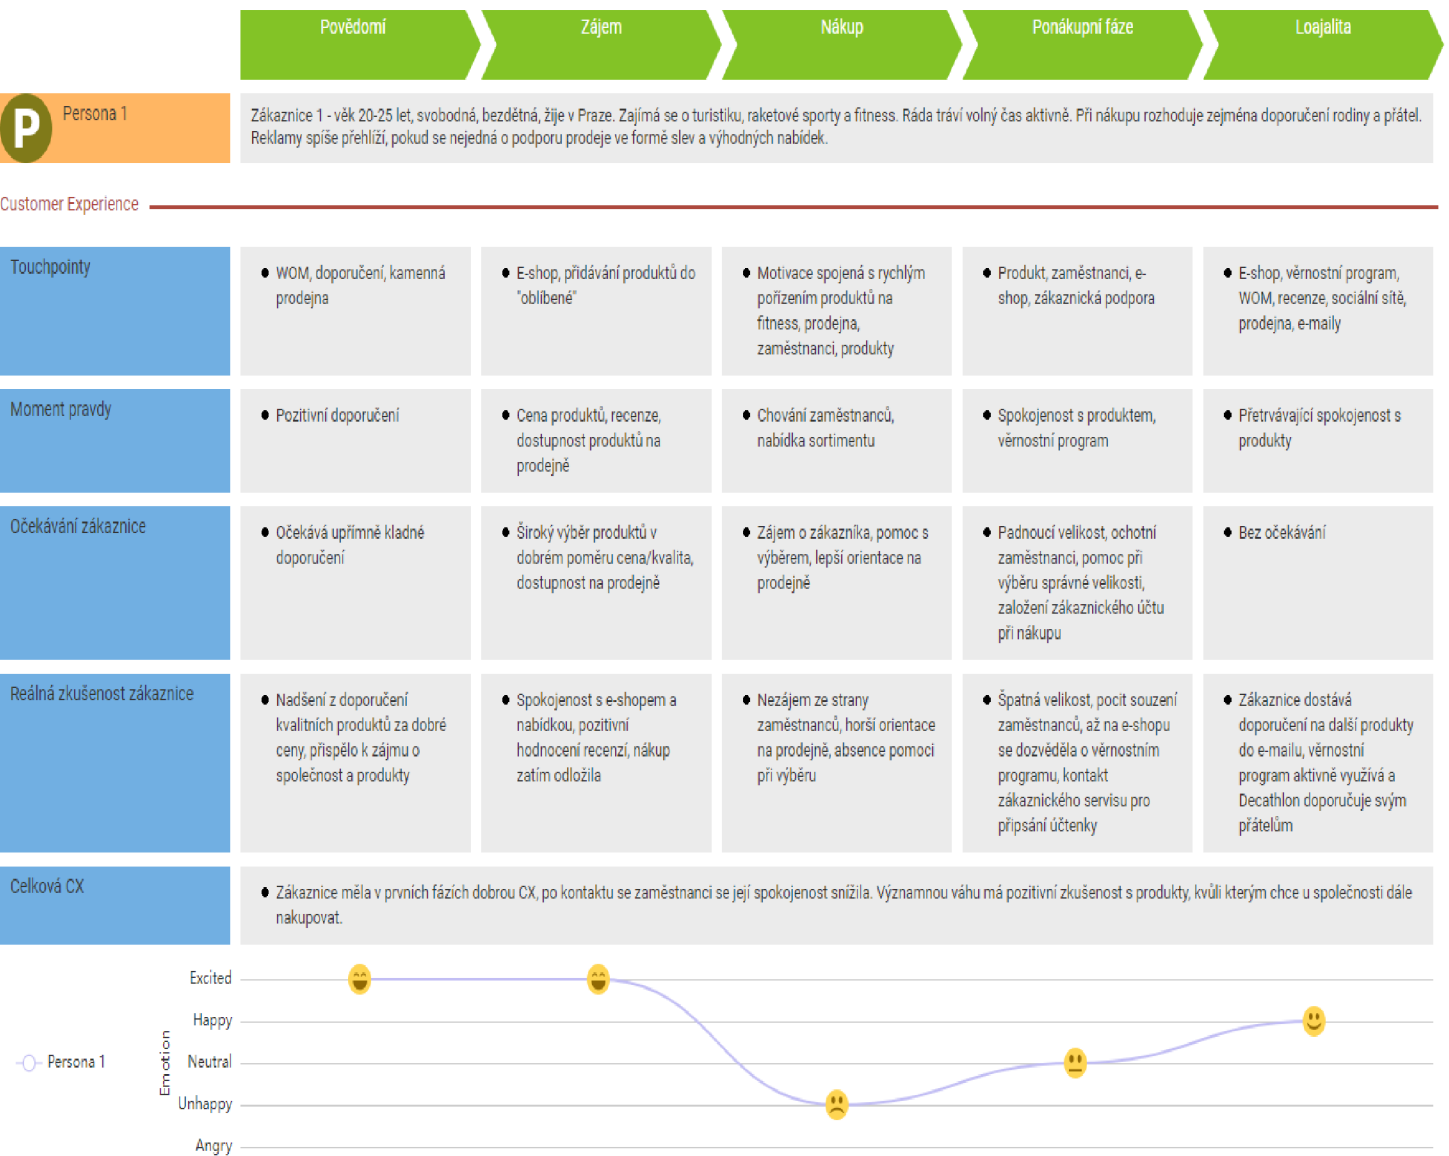 Povědomí
Zájem
Nákup
Ponákupní fáze
Loajalita
P
Persona 1
Zákaznice 1 - věk 20-25 let, svobodná, bezdětná, žije v Praze. Zajímá se o turistiku, raketové sporty a fitness. Ráda tráví volný čas aktivně. Při nákupu rozhoduje zejména doporučení rodiny a přátel.
Reklamy spíše přehlíží, pokud se nejedná o podporu prodeje ve formě slev a výhodných nabídek.
Customer Experience
Touchpointy
● WOM, doporučení, kamenná
prodejna
● E-shop, přidávání produktů do
"oblíbené"
● Motivace spojená s rychlým
pořízením produktů na
fitness, prodejna,
zaměstnanci, produkty
● Produkt, zaměstnanci, e-
shop, zákaznická podpora
● E-shop, věrnostní program,
WOM, recenze, sociální sítě,
prodejna, e-maily
Moment pravdy
● Pozitivní doporučení
● Cena produktů, recenze,
dostupnost produktů na
prodejně
● Chování zaměstnanců,
nabídka sortimentu
● Spokojenost s produktem,
věrnostní program
● Přetrvávající spokojenost s
produkty
Očekávání zákaznice
● Očekává upřímně kladné
doporučení
● Široký výběr produktů v
dobrém poměru cena/kvalita,
dostupnost na prodejně
● Zájem o zákazníka, pomoc s
výběrem, lepší orientace na
prodejně
● Padnoucí velikost, ochotní
zaměstnanci, pomoc při
výběru správné velikosti,
založení zákaznického účtu
při nákupu
● Bez očekávání
Reálná zkušenost zákaznice
● Nadšení z doporučení
kvalitních produktů za dobré
ceny, přispělo k zájmu o
společnost a produkty
● Spokojenost s e-shopem a
nabídkou, pozitivní
hodnocení recenzí, nákup
zatím odložila
● Nezájem ze strany
zaměstnanců, horší orientace
na prodejně, absence pomoci
při výběru
● Špatná velikost, pocit souzení
zaměstnanců, až na e-shopu
se dozvěděla o věrnostním
programu, kontakt
zákaznického servisu pro
připsání účtenky
● Zákaznice dostává
doporučení na další produkty
do e-mailu, věrnostní
program aktivně využívá a
Decathlon doporučuje svým
přátelům
Celková CX
● Zákaznice měla v prvních fázích dobrou CX, po kontaktu se zaměstnanci se její spokojenost snížila. Významnou váhu má pozitivní zkušenost s produkty, kvůli kterým chce u společnosti dále
nakupovat.
Persona 1
Emotion
Excited
Happy
Neutral
Unhappy
Angry